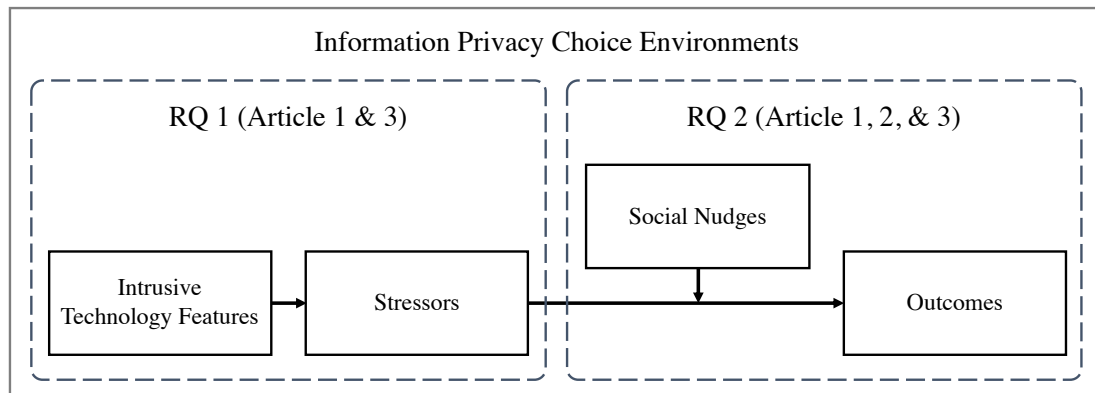 Information Privacy Choice Environments
RQ 1 (Article 1 & 3)
RQ 2 (Article 1, 2, & 3)
Social Nudges
Intrusive
Technology Features
Stressors
Outcomes